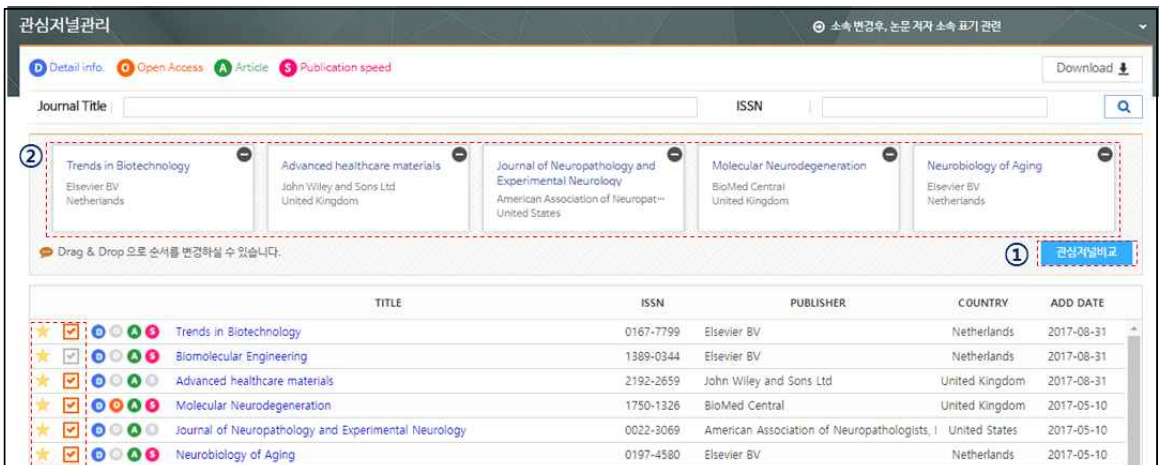 관심저널관리 소속 변경후, 논문 저자 소속 표기 관련
D Detail info. O Open Access A Article S Publication speed Download
Journal Title ISSN
②
Trends in Biotechnology
Elsevier BV
Netherlands
Advanced healthcare materials
John Wiley and Sons Ltd
United Kingdom
Journal of Neuropathology and
Experimental Neurology
American Association of Neuropat…
United States
Molecular Neurodegeneration
BioMed Central
United Kingdom
Neurobiology of Aging
Elsevier BV
Netherlands
Drag & Drop 으로 순서를 변경하실 수 있습니다. ① 관심저널비교
TITLE ISSN PUBLISHER COUNTRY ADD DATE
D O A S Trends in Biotechnology 0167-7799 Elsevier BV Netherlands 2017-08-31
D O A S Biomolecular Engineering 1389-0344 Elsevier BV Netherlands 2017-08-31
D O A S Advanced healthcare materials 2192-2659 John Wiley and Sons Ltd United Kingdom 2017-08-31
D O A S Molecular Neurodegeneration 1750-1326 BioMed Central United Kingdom 2017-05-10
D O A S Journal of Neuropathology and Experimental Neurology 0022-3069 American Association of Neuropathologists, I United States 2017-05-10
D O A S Neurobiology of Aging 0197-4580 Elsevier BV Netherlands 2017-05-10